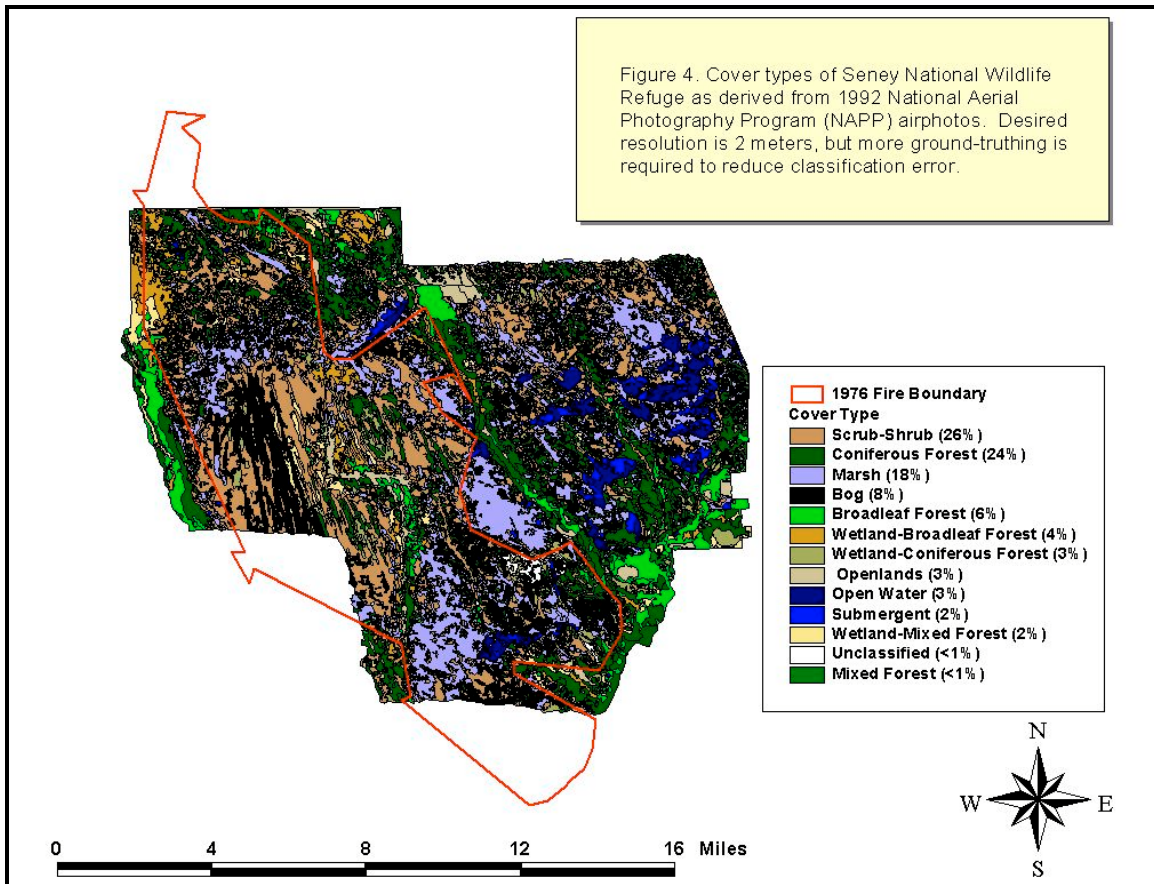 Figure 4. Cover types of Seney National Wildlife
Refuge as derived from 1992 National Aerial
Photography Program (NAPP) airphotos. Desired
resolution is 2 meters, but more ground-truthing is
required to reduce classification error.
1976 Fire Boundary
Cover Type
Scrub-Shrub (26%)
Coniferous Forest (24%)
Marsh (18%)
Bog (8%)
Broadleaf Forest (6%)
Wetland-Broadleaf Forest (4%)
Wetland-Coniferous Forest (3%)
Openlands (3%)
Open Water (3%)
Submergent (2%)
Wetland-Mixed Forest (2%)
Unclassified (<1%)
Mixed Forest (<1%)
N
W E
S
0 4 8 12 16 Miles